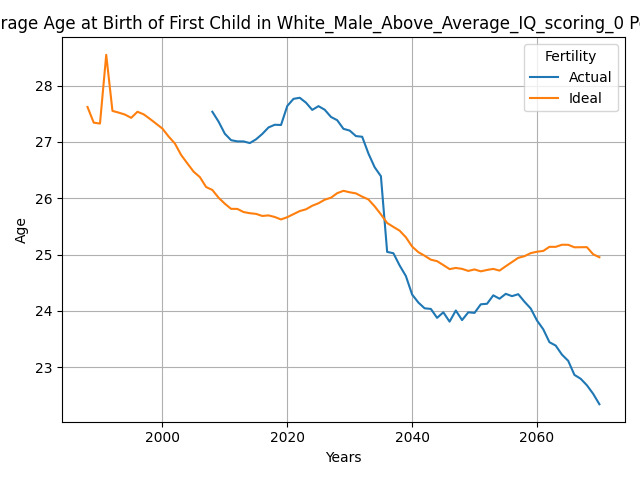 rage Age at Birth of First Child in White_Male_Above_Average_IQ_scoring_0 P
Fertility
Actual
Ideal
28
27
26
25
24
23
Age
2000
2020
2040
2060
Years